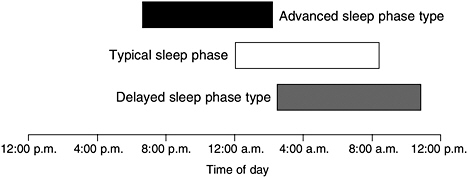 Advanced sleep phase type
Typical sleep phase
Delayed sleep phase type
12:00 p.m. 4:00 p.m. 8:00 p.m. 12:00 a.m. 4:00 a.m. 8:00 a.m. 12:00 p.m.
Time of day